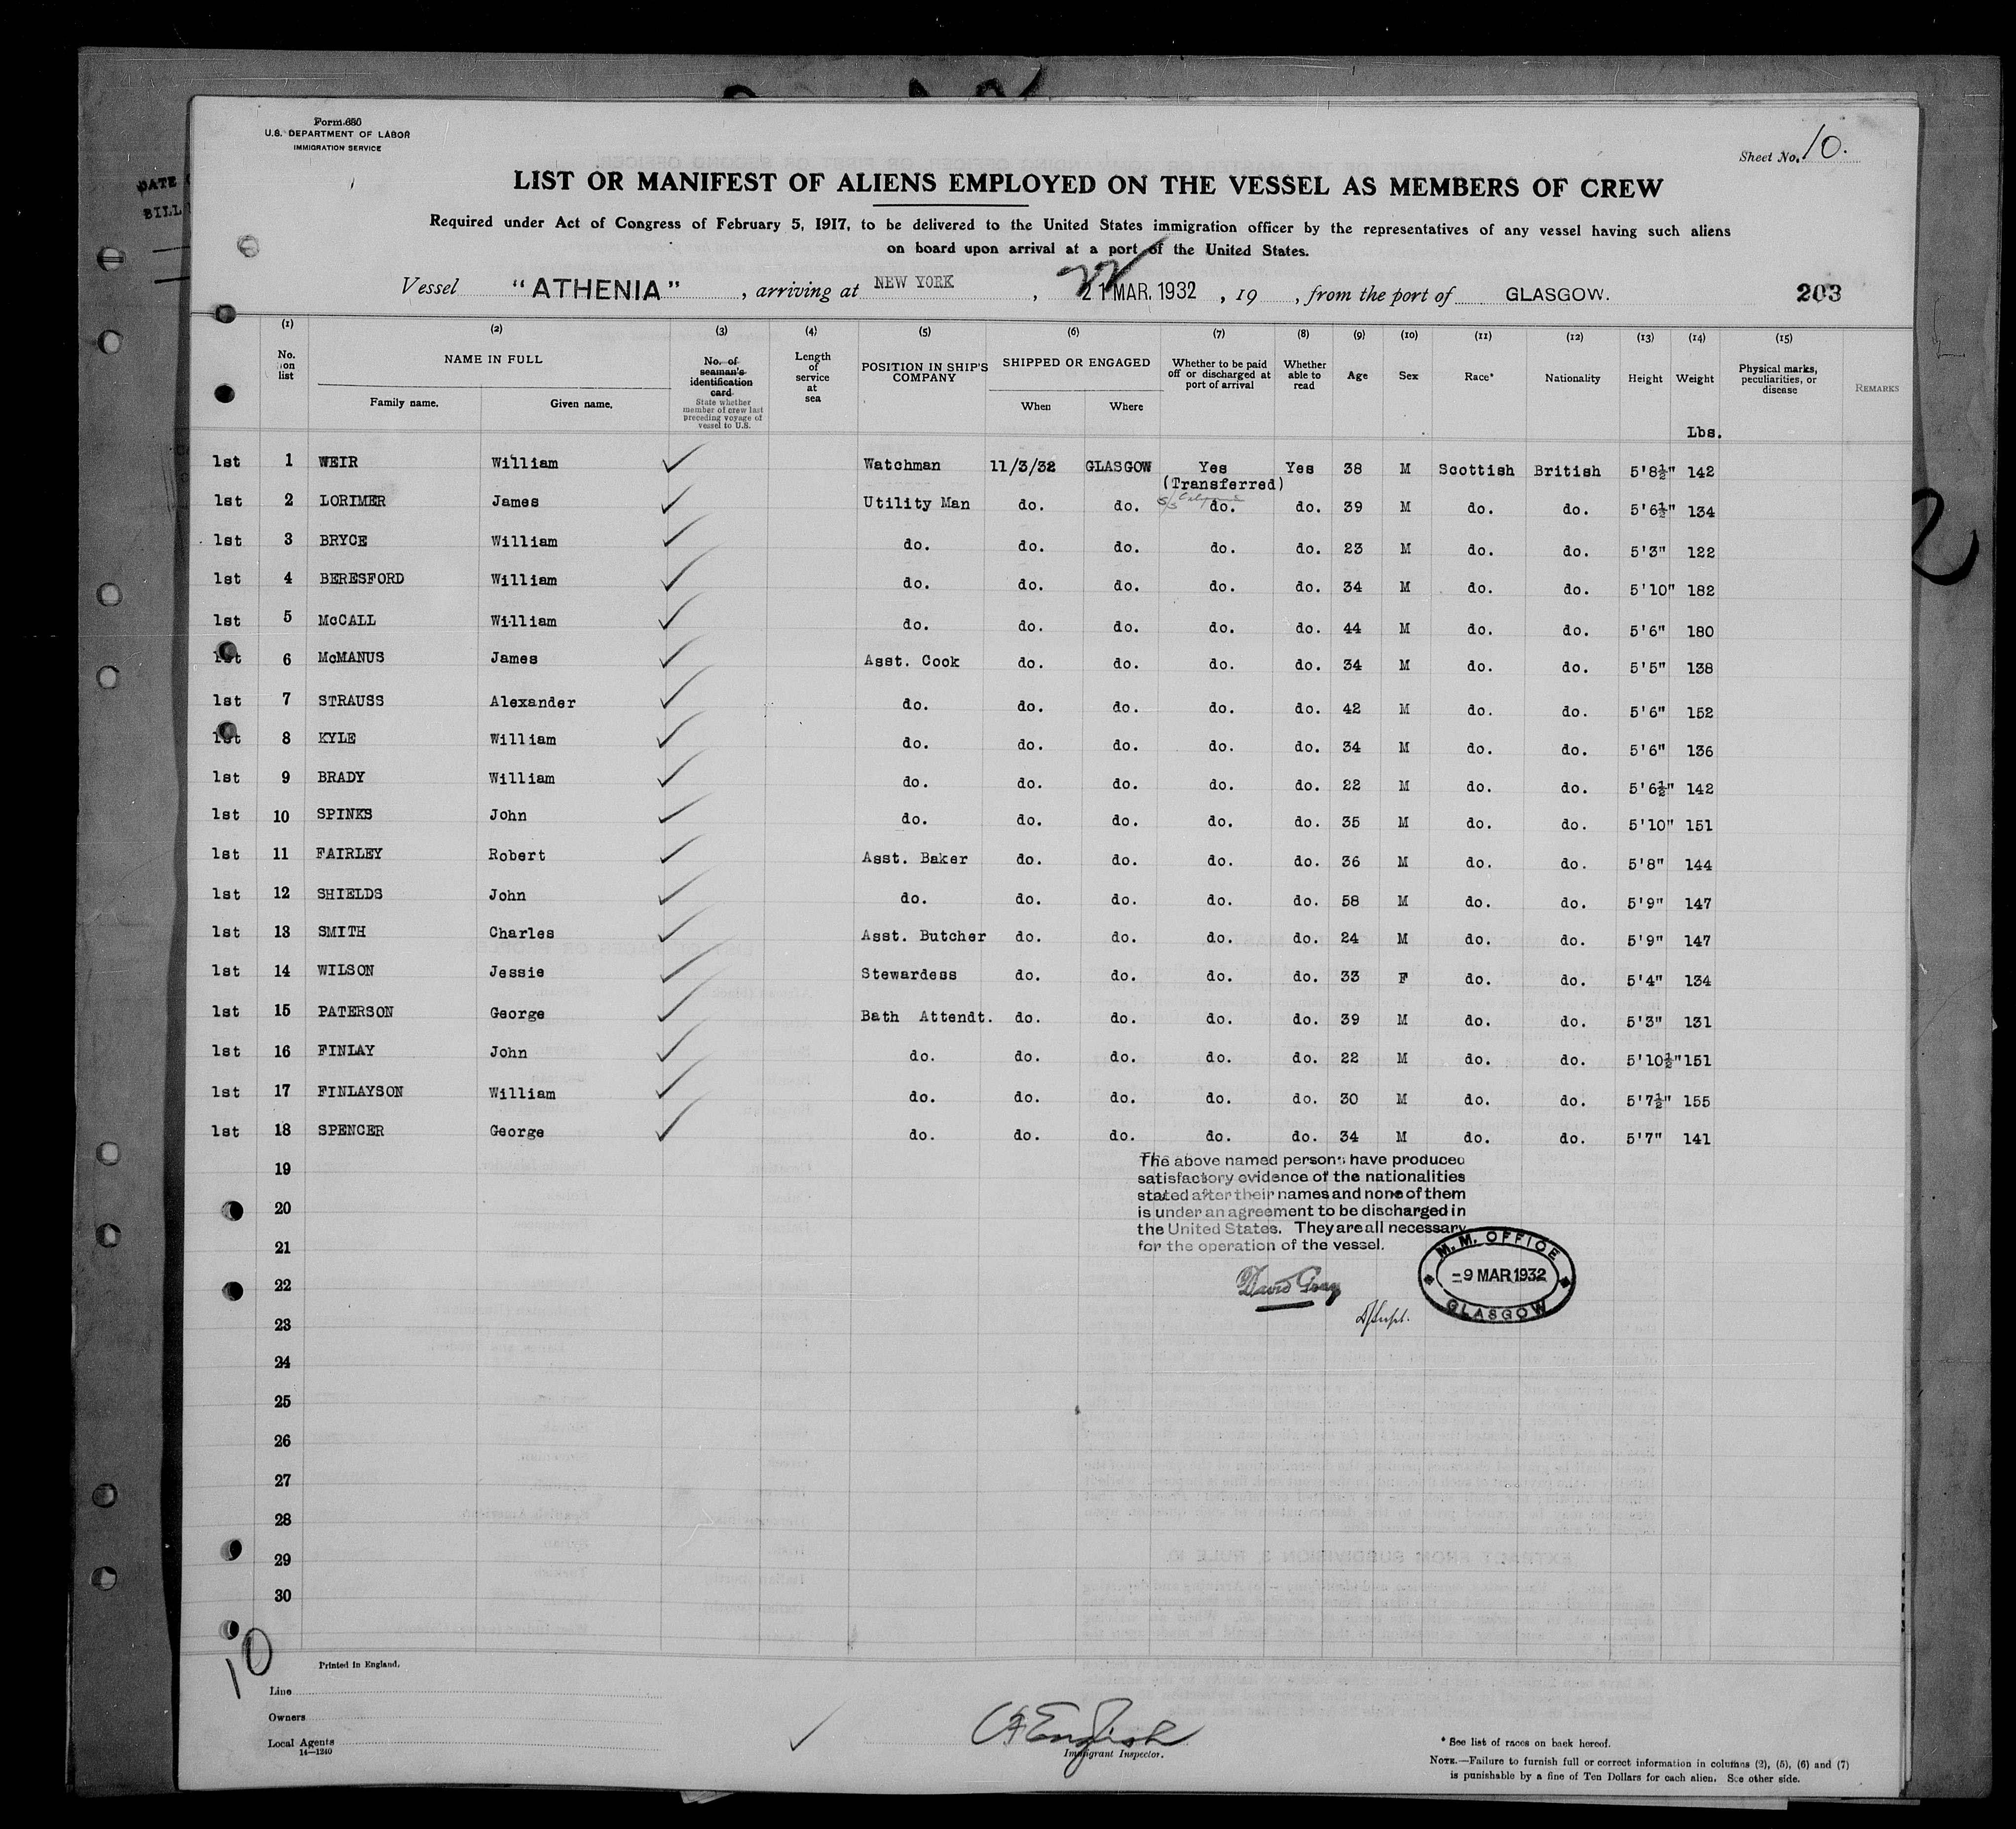 Form 680
U.S. DEPARTMENT OF LABOR
IMMIGRATION SERVICE
Sheet No. 10.
DATE
BILL
LIST OR MANIFEST OF ALIENS EMPLOYED ON THE VESSEL AS MEMBERS OF CREW
Required under Act of Congress of February 5, 1917, to be delivered to the United States immigration officer by the representatives of any vessel having such aliens
on board upon arrival at a port of the United States.
Vessel "ATHENIA", arriving at NEW YORK, 22 21 MAR. 1932, 19 , from the port of GLASGOW. 203
(1) (2) (3) (4) (5) (6) (7) (8) (9) (10) (11) (12) (13) (14) (15)
No. on list NAME IN FULL Family name. Given name. No. of seaman's identification card State whether member of crew last preceding voyage of vessel to U.S. Length of service at sea POSITION IN SHIP'S COMPANY SHIPPED OR ENGAGED When Where Whether to be paid off or discharged at port of arrival Whether able to read Age Sex Race* Nationality Height Weight Physical marks, peculiarities, or disease REMARKS
Lbs.
1st 1 WEIR William ✓ Watchman 11/3/32 GLASGOW Yes Yes 38 M Scottish British 5'8½" 142
(Transferred)
1st 2 LORIMER James ✓ Utility Man do. do. s/s do. do. 39 M do. do. 5'6½" 134
1st 3 BRYCE William ✓ do. do. do. do. do. 23 M do. do. 5'3" 122
1st 4 BERESFORD William ✓ do. do. do. do. do. 34 M do. do. 5'10" 182
1st 5 McCALL William ✓ do. do. do. do. do. 44 M do. do. 5'6" 180
1st 6 McMANUS James ✓ Asst. Cook do. do. do. do. 34 M do. do. 5'5" 138
1st 7 STRAUSS Alexander ✓ do. do. do. do. do. 42 M do. do. 5'6" 152
1st 8 KYLE William ✓ do. do. do. do. do. 34 M do. do. 5'6" 136
1st 9 BRADY William ✓ do. do. do. do. do. 22 M do. do. 5'6½" 142
1st 10 SPINKS John ✓ do. do. do. do. do. 35 M do. do. 5'10" 151
1st 11 FAIRLEY Robert ✓ Asst. Baker do. do. do. do. 36 M do. do. 5'8" 144
1st 12 SHIELDS John ✓ do. do. do. do. do. 58 M do. do. 5'9" 147
1st 13 SMITH Charles ✓ Asst. Butcher do. do. do. do. 24 M do. do. 5'9" 147
1st 14 WILSON Jessie ✓ Stewardess do. do. do. do. 33 F do. do. 5'4" 134
1st 15 PATERSON George ✓ Bath Attendt. do. do. do. do. 39 M do. do. 5'3" 131
1st 16 FINLAY John ✓ do. do. do. do. do. 22 M do. do. 5'10½" 151
1st 17 FINLAYSON William ✓ do. do. do. do. do. 30 M do. do. 5'7½" 155
1st 18 SPENCER George ✓ do. do. do. do. do. 34 M do. do. 5'7" 141
19
20
21
22
23
24
25
26
27
28
29
30
The above named persons have produced
satisfactory evidence of the nationalities
stated after their names and none of them
is under an agreement to be discharged in
the United States. They are all necessary
for the operation of the vessel.
M. M. OFFICE
-9 MAR 1932
GLASGOW
David Gray
D/Supt.
10
Printed in England.
Line
Owners
Local Agents
14-1240
✓
English
Immigrant Inspector.
* See list of races on back hereof.
NOTE.—Failure to furnish full or correct information in columns (2), (5), (6) and (7)
is punishable by a fine of Ten Dollars for each alien. See other side.